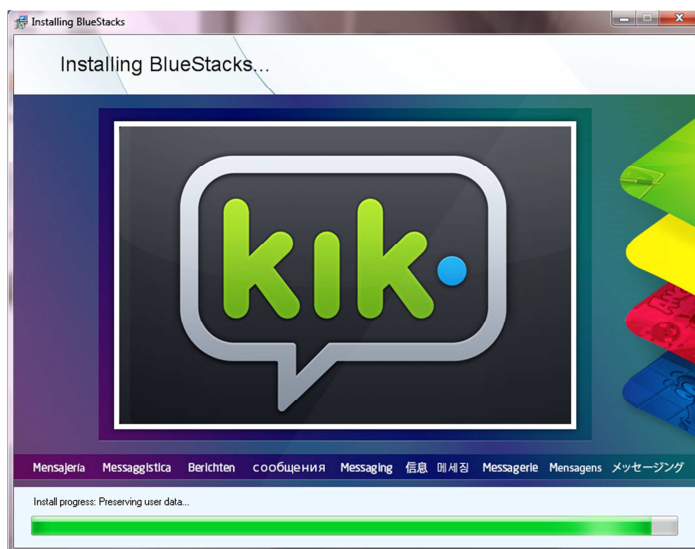 Installing BlueStacks
Installing BlueStacks...
kik
Mensajería Messaggistica Berichten сообщения Messaging 信息 메세징 Messagerie Mensagens メッセージング
Install progress: Preserving user data...